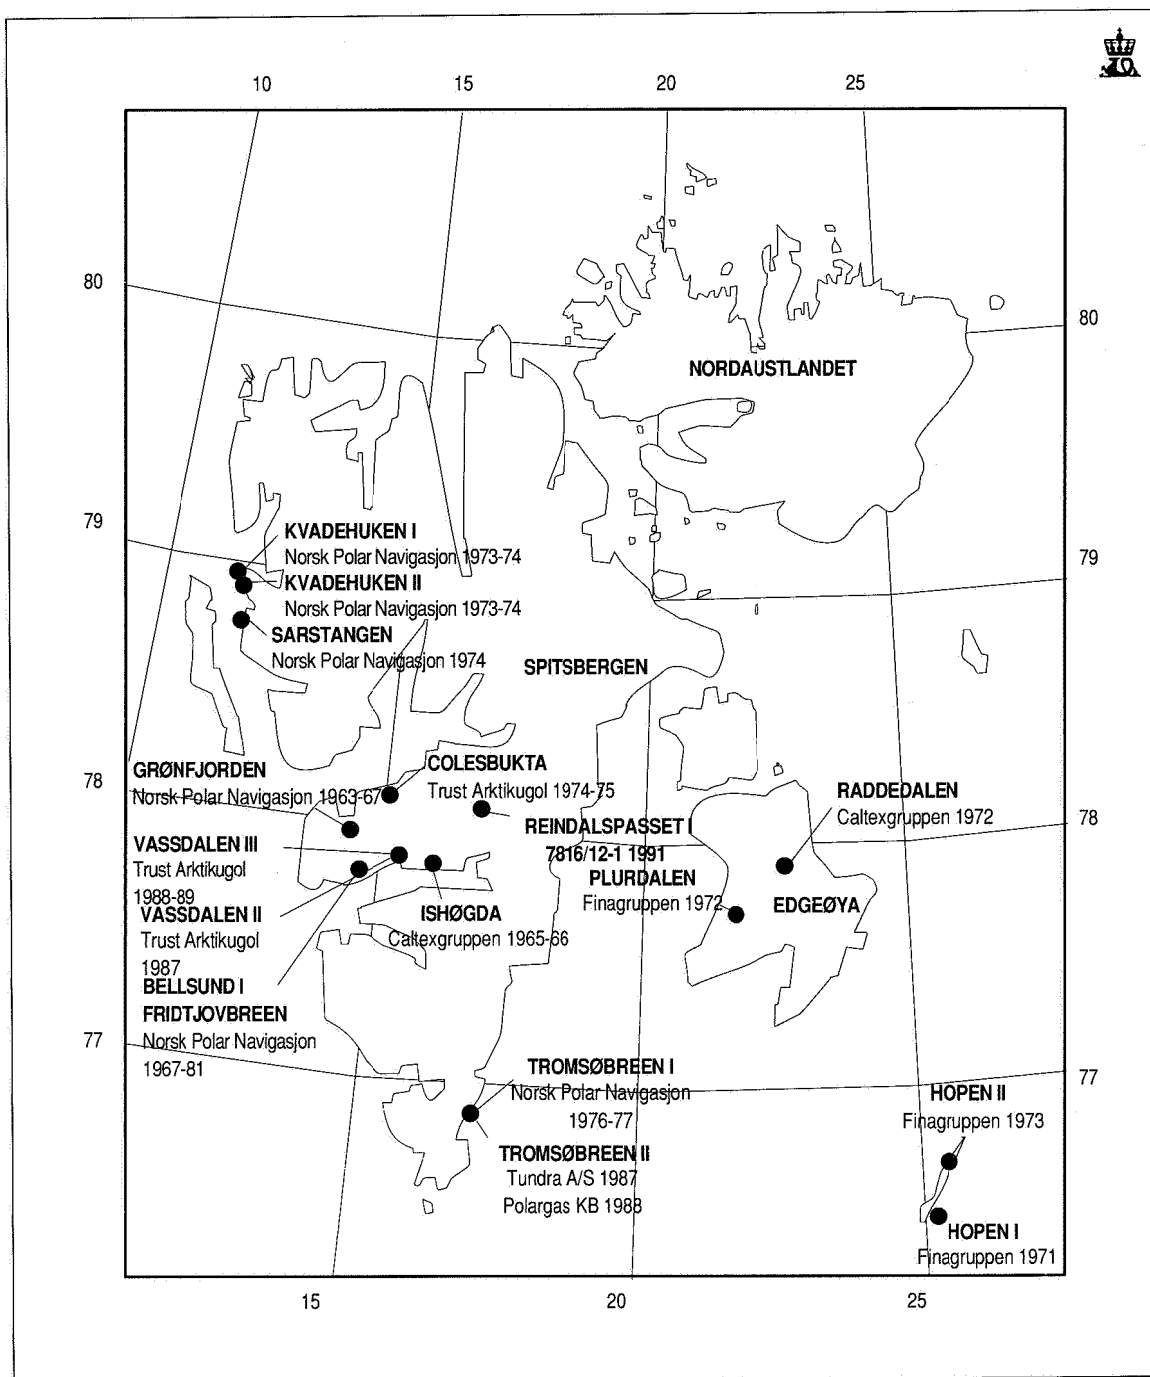 10 15 20 25
80
80
NORDAUSTLANDET
79
79
KVADEHUKEN I
Norsk Polar Navigasjon 1973-74
KVADEHUKEN II
Norsk Polar Navigasjon 1973-74
SARSTANGEN
Norsk Polar Navigasjon 1974
SPITSBERGEN
78
78
GRØNFJORDEN
Norsk Polar Navigasjon 1963-67
COLESBUKTA
Trust Arktikugol 1974-75
REINDALSPASSET I
7816/12-1 1991
RADDEDALEN
Caltexgruppen 1972
VASSDALEN III
Trust Arktikugol
1988-89
PLURDALEN
Finagruppen 1972
EDGEØYA
VASSDALEN II
Trust Arktikugol
1987
ISHØGDA
Caltexgruppen 1965-66
BELLSUND I
FRIDTJOVBREEN
Norsk Polar Navigasjon
1967-81
77
77
TROMSØBREEN I
Norsk Polar Navigasjon
1976-77
TROMSØBREEN II
Tundra A/S 1987
Polargas KB 1988
HOPEN II
Finagruppen 1973
HOPEN I
Finagruppen 1971
15 20 25